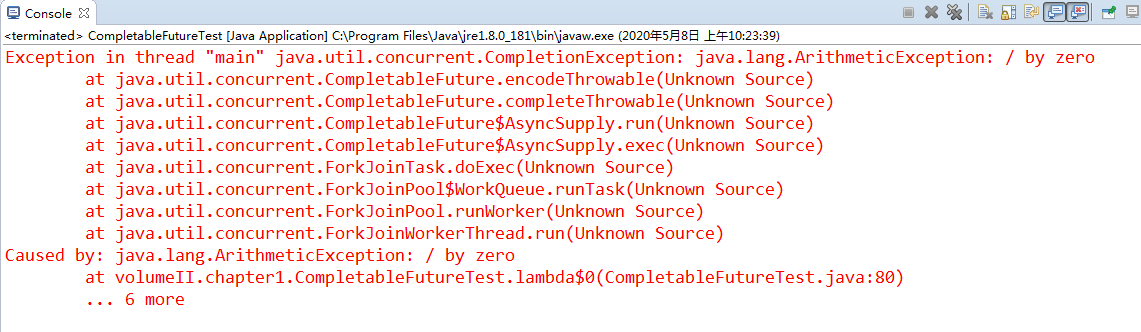 Console
<terminated> CompletableFutureTest [Java Application] C:\Program Files\Java\jre1.8.0_181\bin\javaw.exe (2020年5月8日 上午10:23:39)
Exception in thread "main" java.util.concurrent.CompletionException: java.lang.ArithmeticException: / by zero
at java.util.concurrent.CompletableFuture.encodeThrowable(Unknown Source)
at java.util.concurrent.CompletableFuture.completeThrowable(Unknown Source)
at java.util.concurrent.CompletableFuture$AsyncSupply.run(Unknown Source)
at java.util.concurrent.CompletableFuture$AsyncSupply.exec(Unknown Source)
at java.util.concurrent.ForkJoinTask.doExec(Unknown Source)
at java.util.concurrent.ForkJoinPool$WorkQueue.runTask(Unknown Source)
at java.util.concurrent.ForkJoinPool.runWorker(Unknown Source)
at java.util.concurrent.ForkJoinWorkerThread.run(Unknown Source)
Caused by: java.lang.ArithmeticException: / by zero
at volumeII.chapter1.CompletableFutureTest.lambda$0(CompletableFutureTest.java:80)
... 6 more